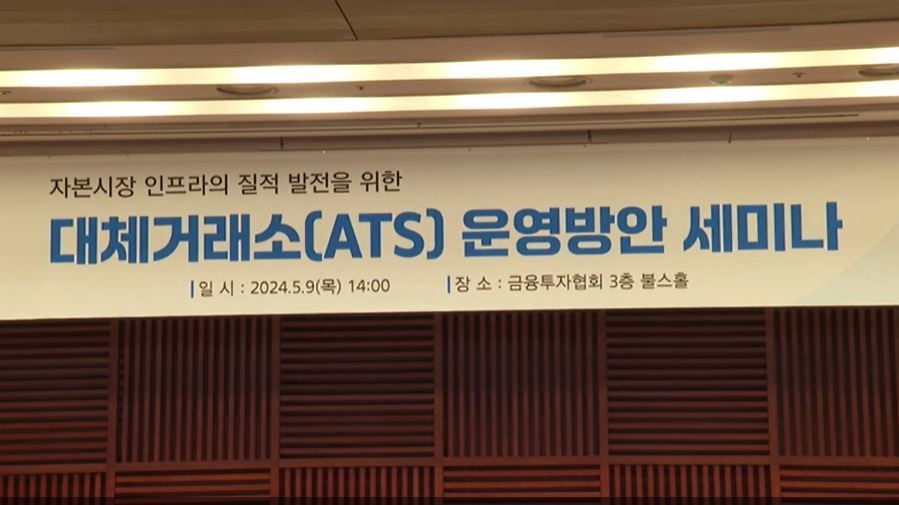 자본시장 인프라의 질적 발전을 위한
대체거래소(ATS) 운영방안 세미나
일 시 : 2024.5.9(목) 14:00 장 소 : 금융투자협회 3층 불스홀